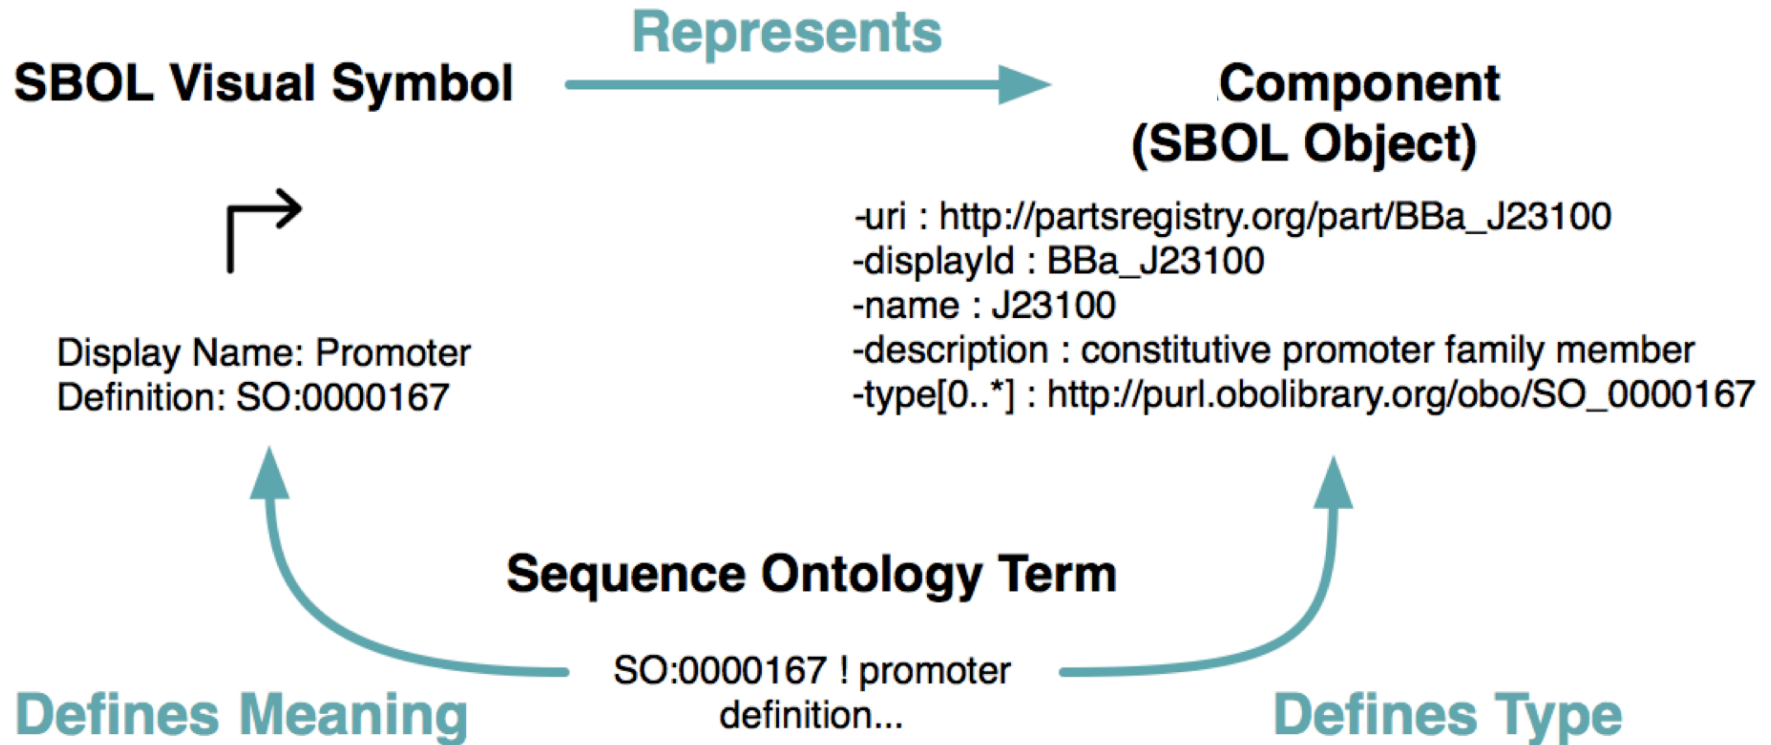 Represents
SBOL Visual Symbol
Component
(SBOL Object)
-uri : http://partsregistry.org/part/BBa_J23100
-displayId : BBa_J23100
-name : J23100
-description : constitutive promoter family member
-type[0..*] : http://purl.obolibrary.org/obo/SO_0000167
Display Name: Promoter
Definition: SO:0000167
Sequence Ontology Term
SO:0000167 ! promoter
definition...
Defines Meaning
Defines Type